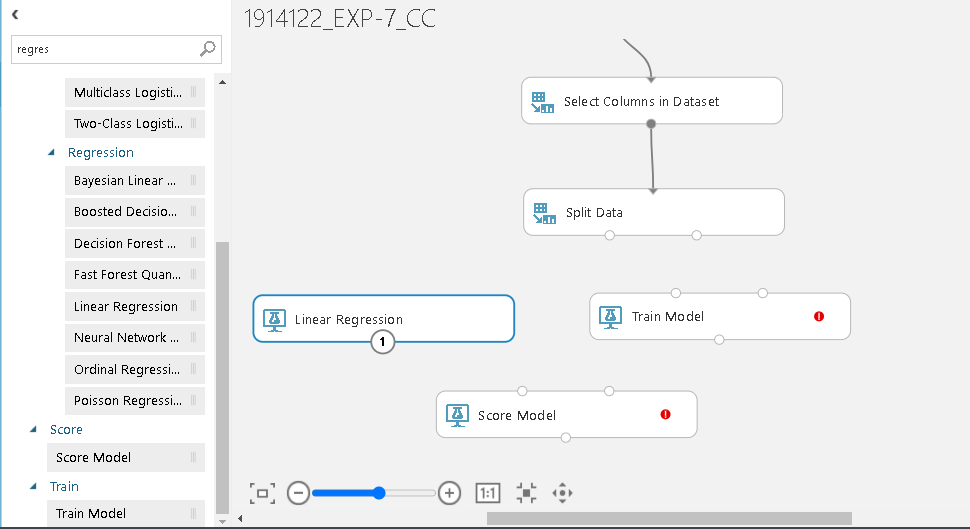 1914122_EXP-7_CC
regres
Multiclass Logisti...
Two-Class Logisti...
Regression
Bayesian Linear ...
Boosted Decisio...
Decision Forest ...
Fast Forest Quan...
Linear Regression
Neural Network ...
Ordinal Regressi...
Poisson Regressi...
Score
Score Model
Train
Train Model
Select Columns in Dataset
Split Data
Linear Regression
1
Train Model
Score Model
1:1